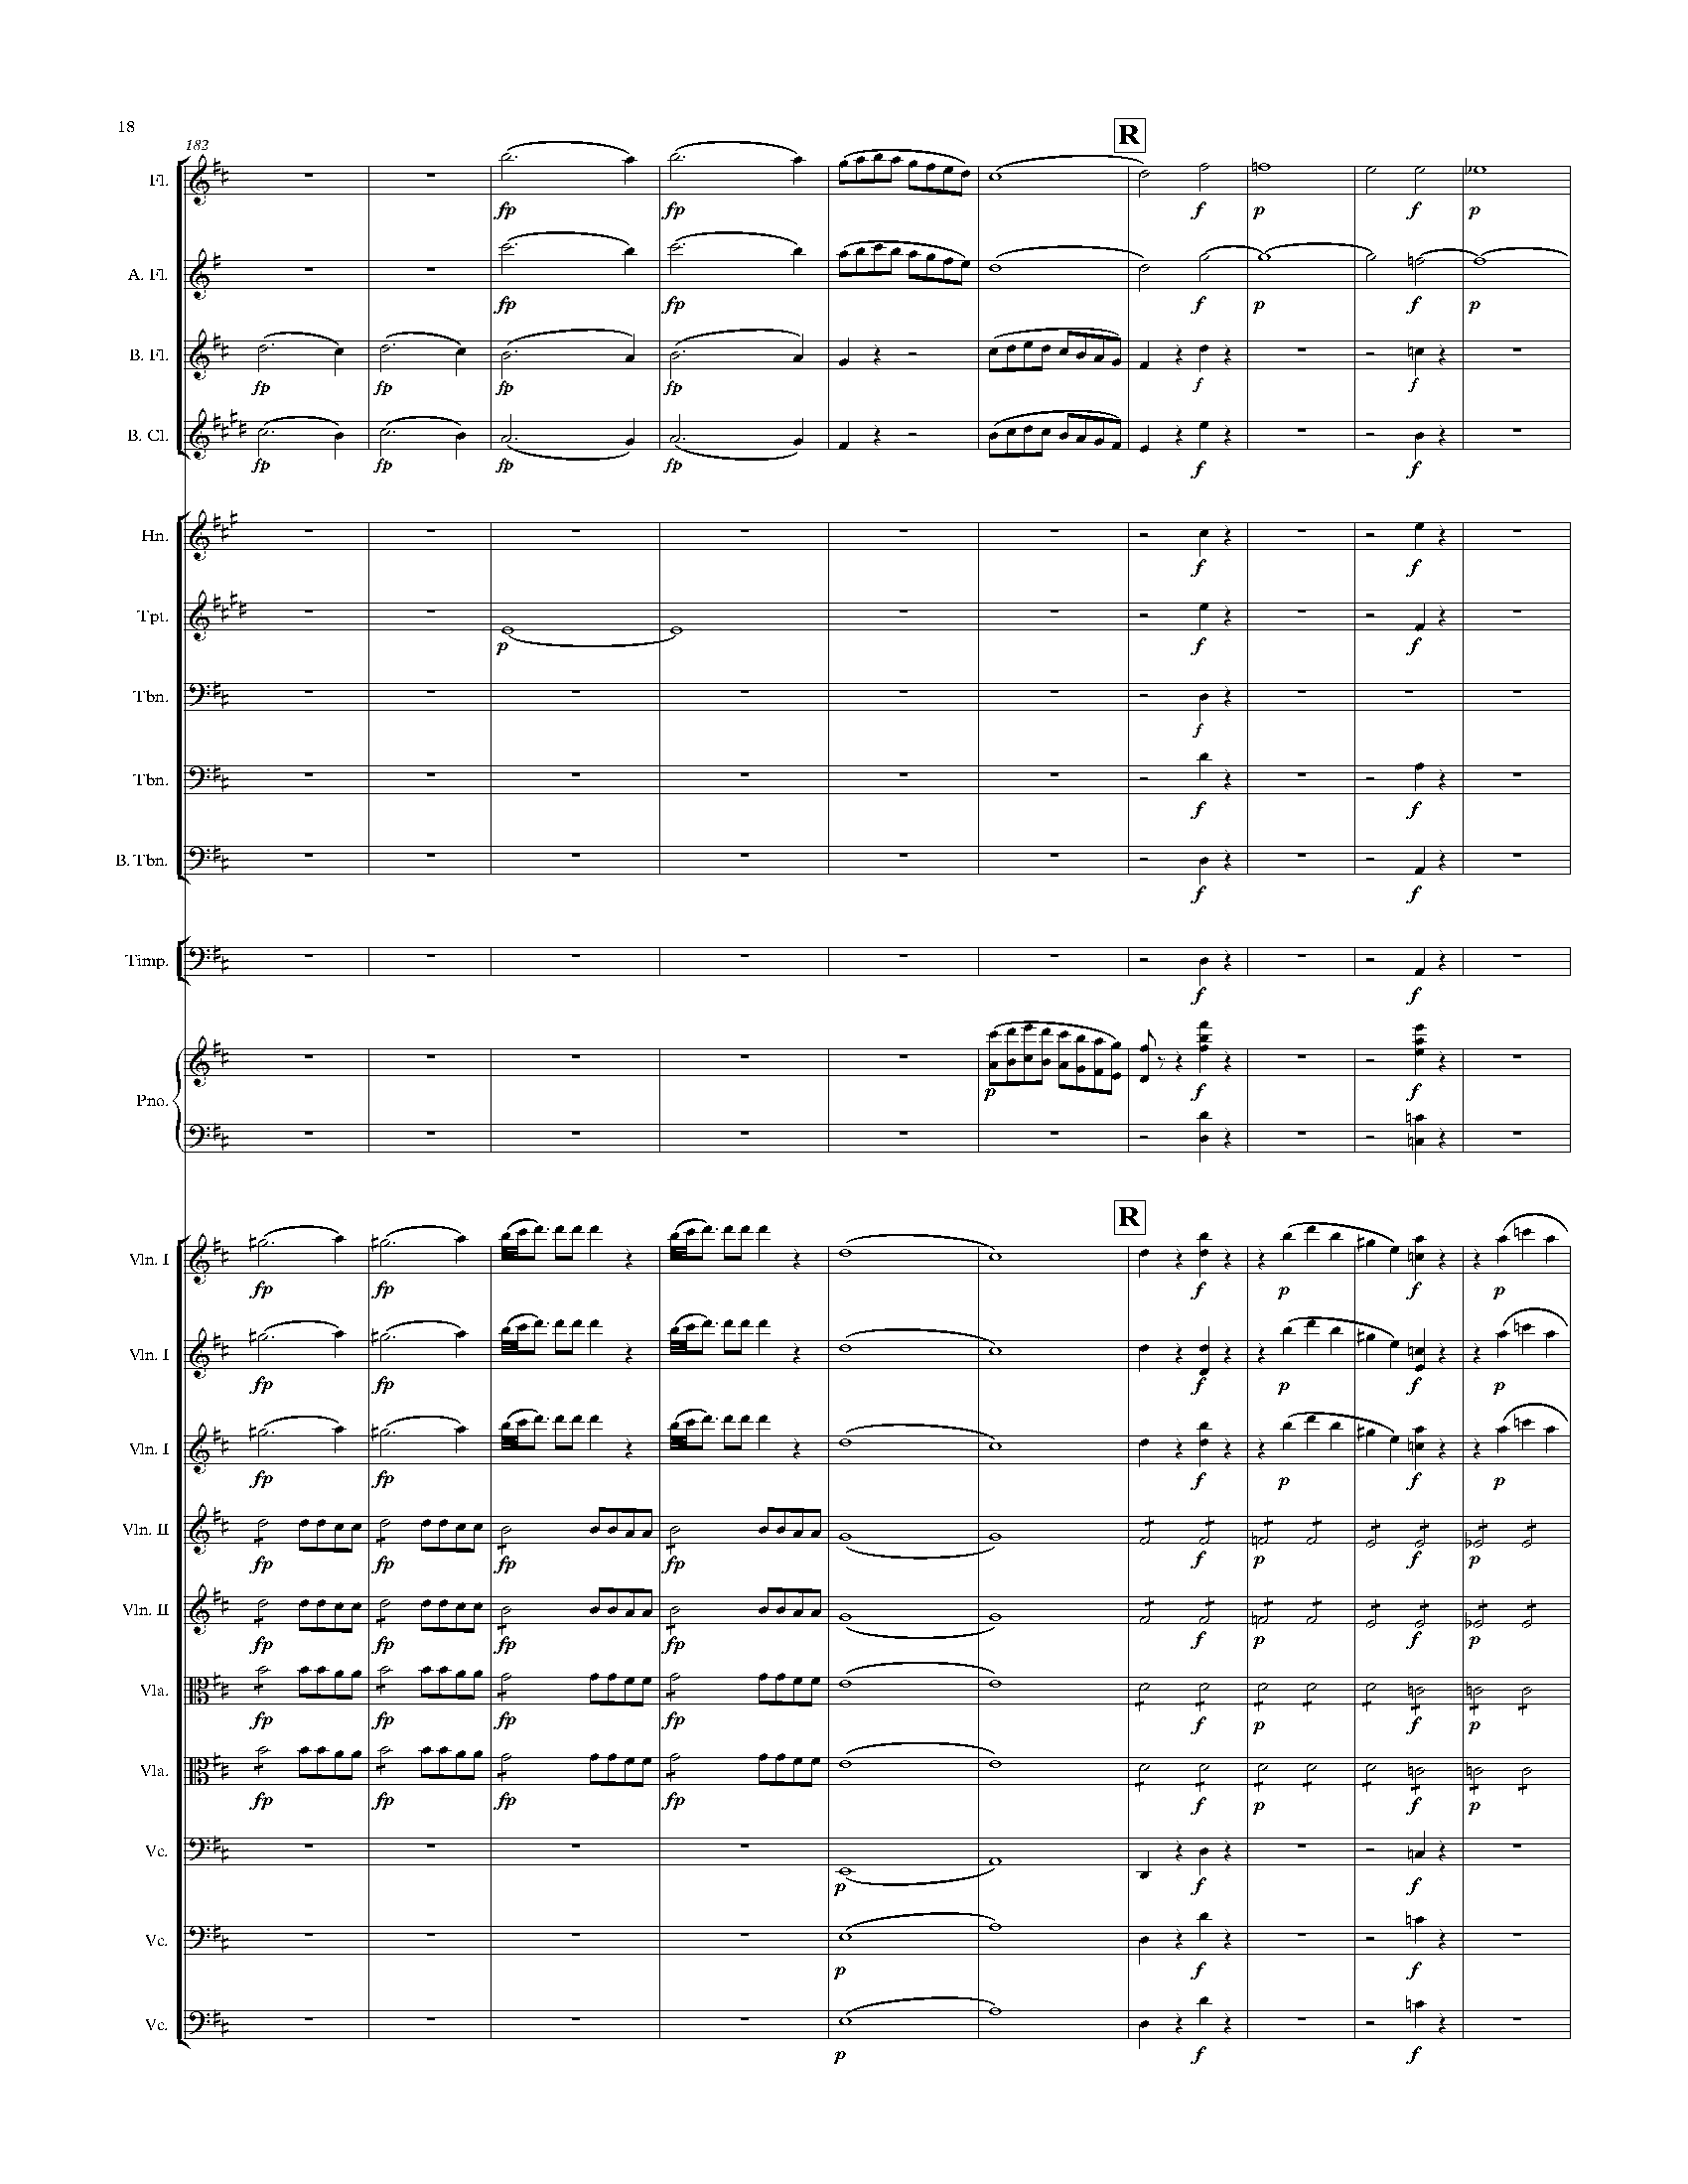 18
R
182
Fl.
fp fp f p f p
A. Fl.
fp fp f p f p
B. Fl.
fp fp fp fp f f
B. Cl.
fp fp fp fp f f
Hn.
f f
Tpt.
p f f
Tbn.
f
Tbn.
f f
B. Tbn.
f f
Timp.
f f
Pno.
p f f
R
Vln. I
fp fp f p f p
Vln. I
fp fp f p f p
Vln. I
fp fp f p f p
Vln. II
fp fp fp fp f p f p
Vln. II
fp fp fp fp f p f p
Vla.
fp fp fp fp f p f p
Vla.
fp fp fp fp f p f p
Vc.
p f f
Vc.
p f f
Vc.
p f f